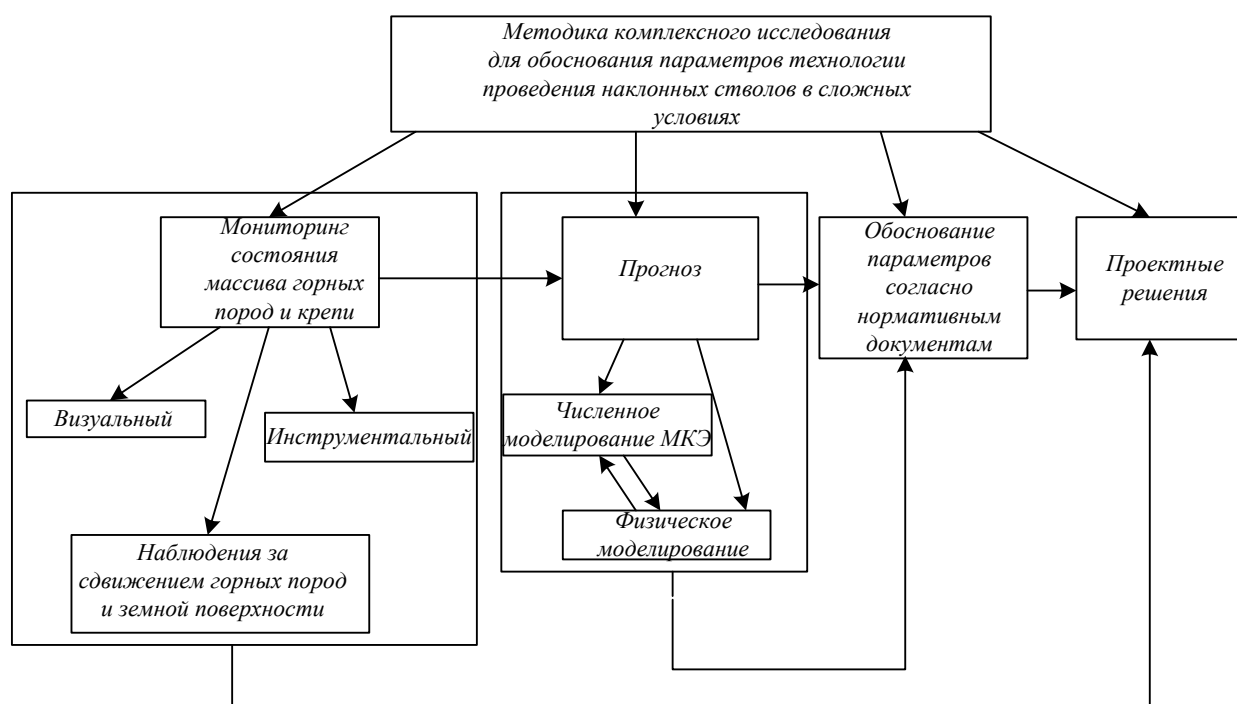 Методика комплексного исследования
для обоснования параметров технологии
проведения наклонных стволов в сложных
условиях
Мониторинг
состояния
массива горных
пород и крепи
Прогноз
Обоснование
параметров
согласно
нормативным
документам
Проектные
решения
Визуальный
Инструментальный
Численное
моделирование МКЭ
Физическое
моделирование
Наблюдения за
сдвижением горных пород
и земной поверхности